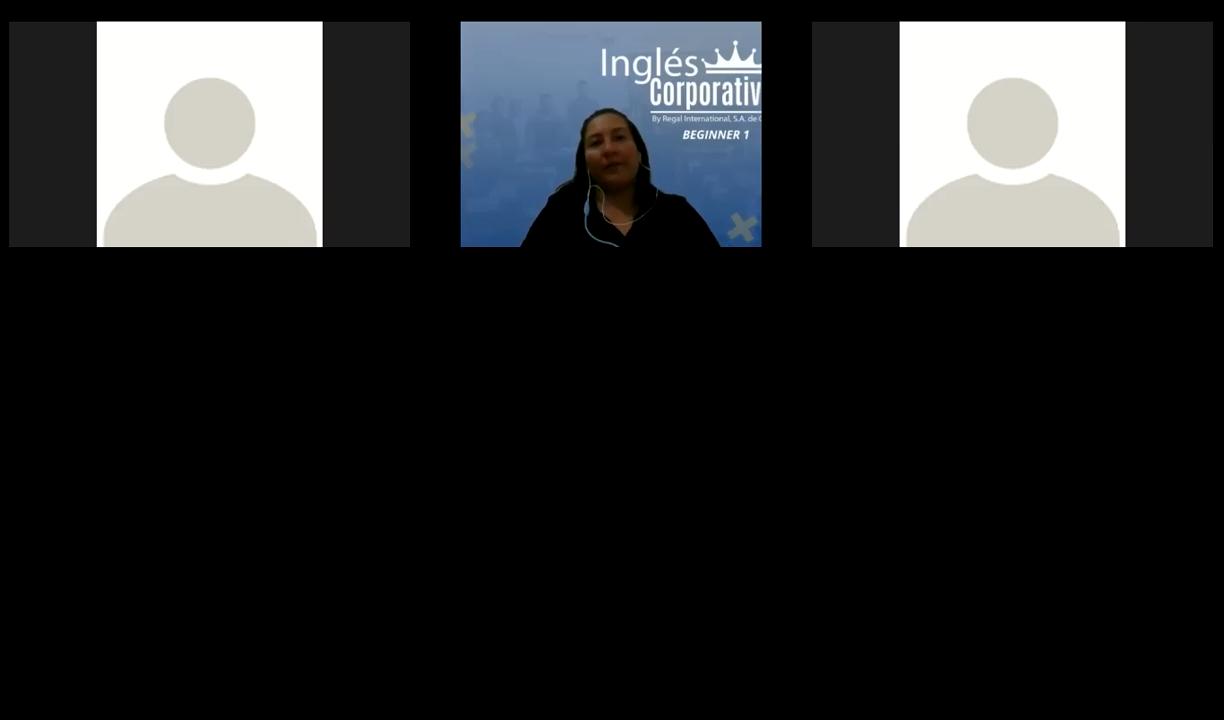 Inglés
Corporativ
By Regal International, S.A. de C
BEGINNER 1